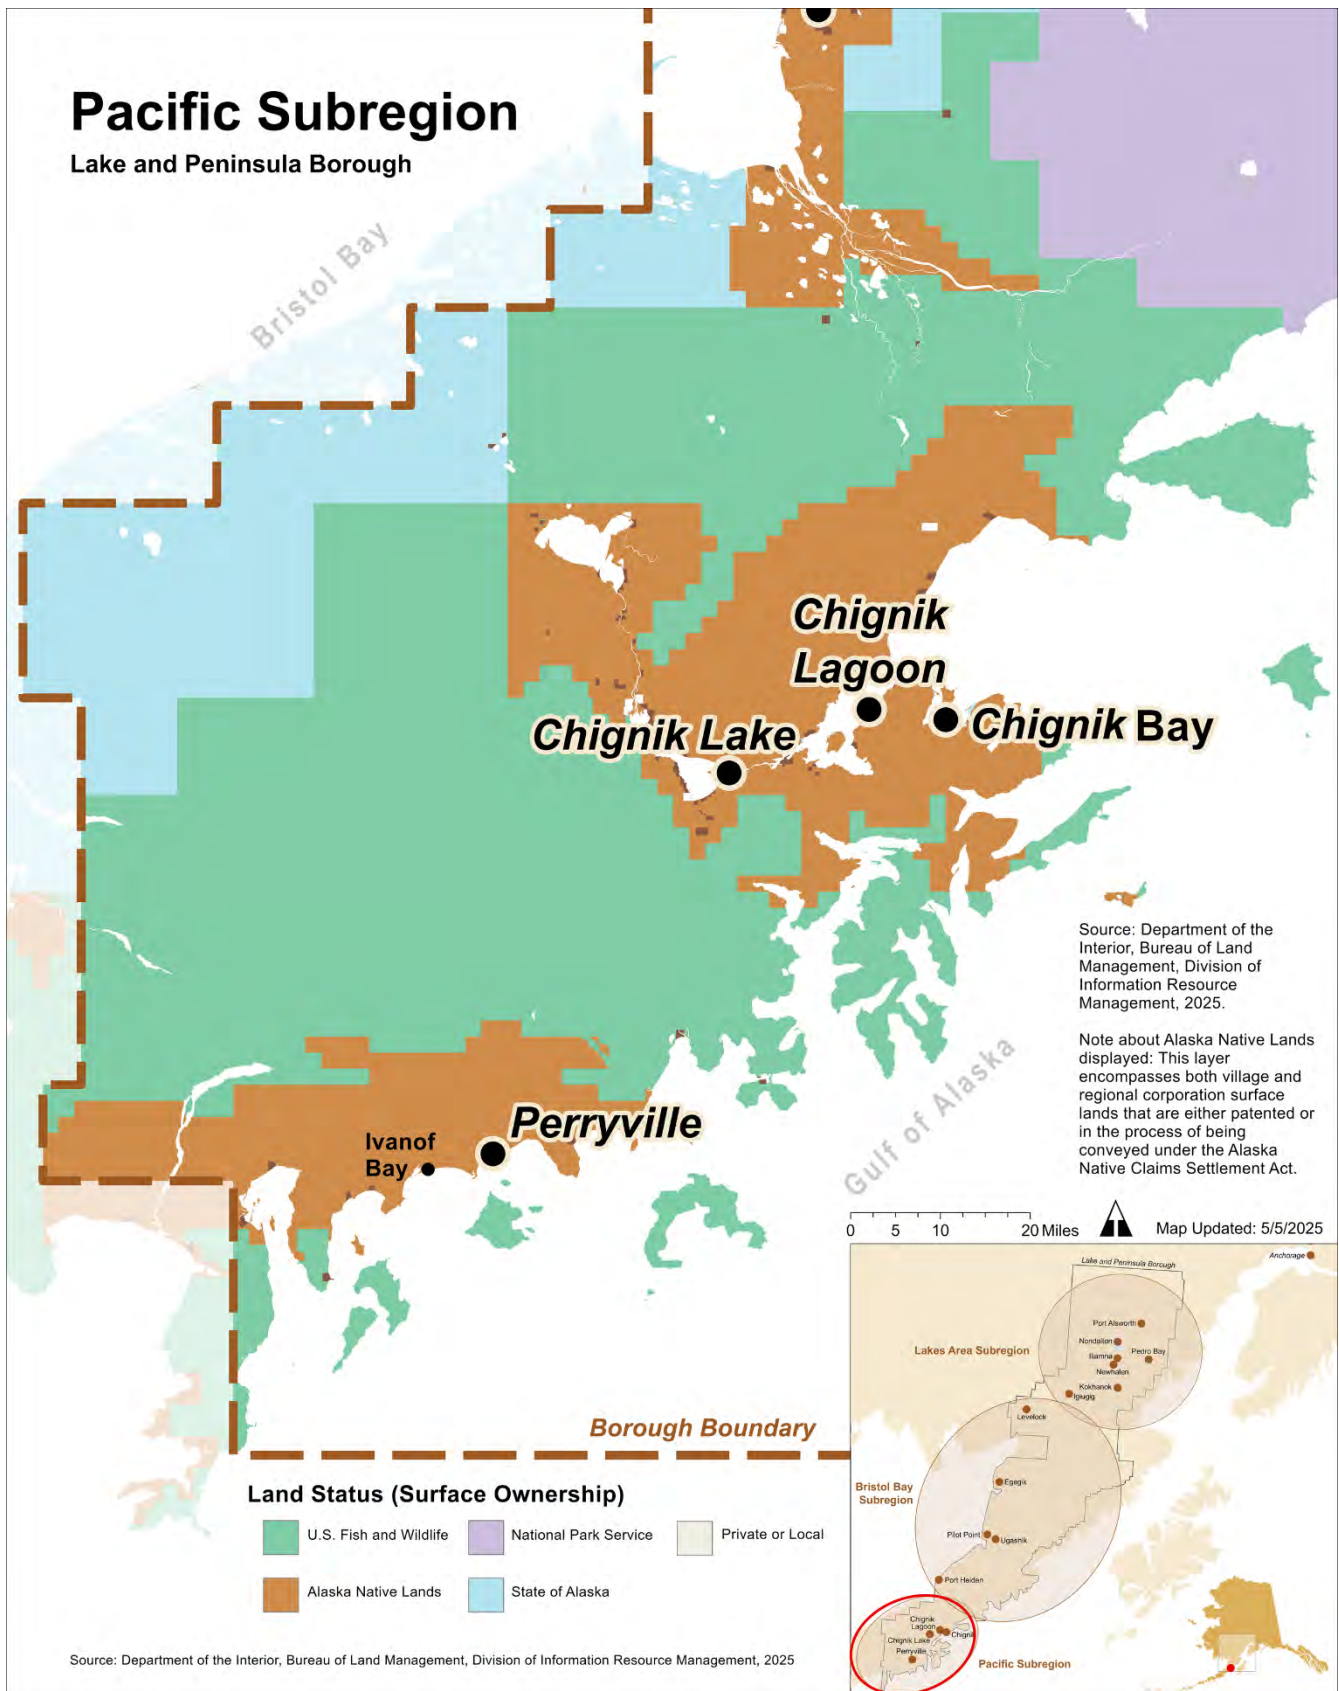 Pacific Subregion
Lake and Peninsula Borough
Bristol Bay
Chignik
Lagoon
Chignik Bay
Chignik Lake
Source: Department of the
Interior, Bureau of Land
Management, Division of
Information Resource
Management, 2025.
Note about Alaska Native Lands
displayed: This layer
encompasses both village and
regional corporation surface
lands that are either patented or
in the process of being
conveyed under the Alaska
Native Claims Settlement Act.
Gulf of Alaska
Perryville
Ivanof
Bay
0 5 10 20 Miles
Map Updated: 5/5/2025
Borough Boundary
Land Status (Surface Ownership)
U.S. Fish and Wildlife
National Park Service
Private or Local
Alaska Native Lands
State of Alaska
Source: Department of the Interior, Bureau of Land Management, Division of Information Resource Management, 2025
Anchorage
Lake and Peninsula Borough
Port Alsworth
Lakes Area Subregion
Nondalton
Iliamna
Pedro Bay
Newhalen
Kokhanok
Igiugig
Levelock
Bristol Bay
Subregion
Egegik
Pilot Point
Ugashik
Port Heiden
Chignik
Lagoon
Chignik
Chignik Lake
Perryville
Pacific Subregion